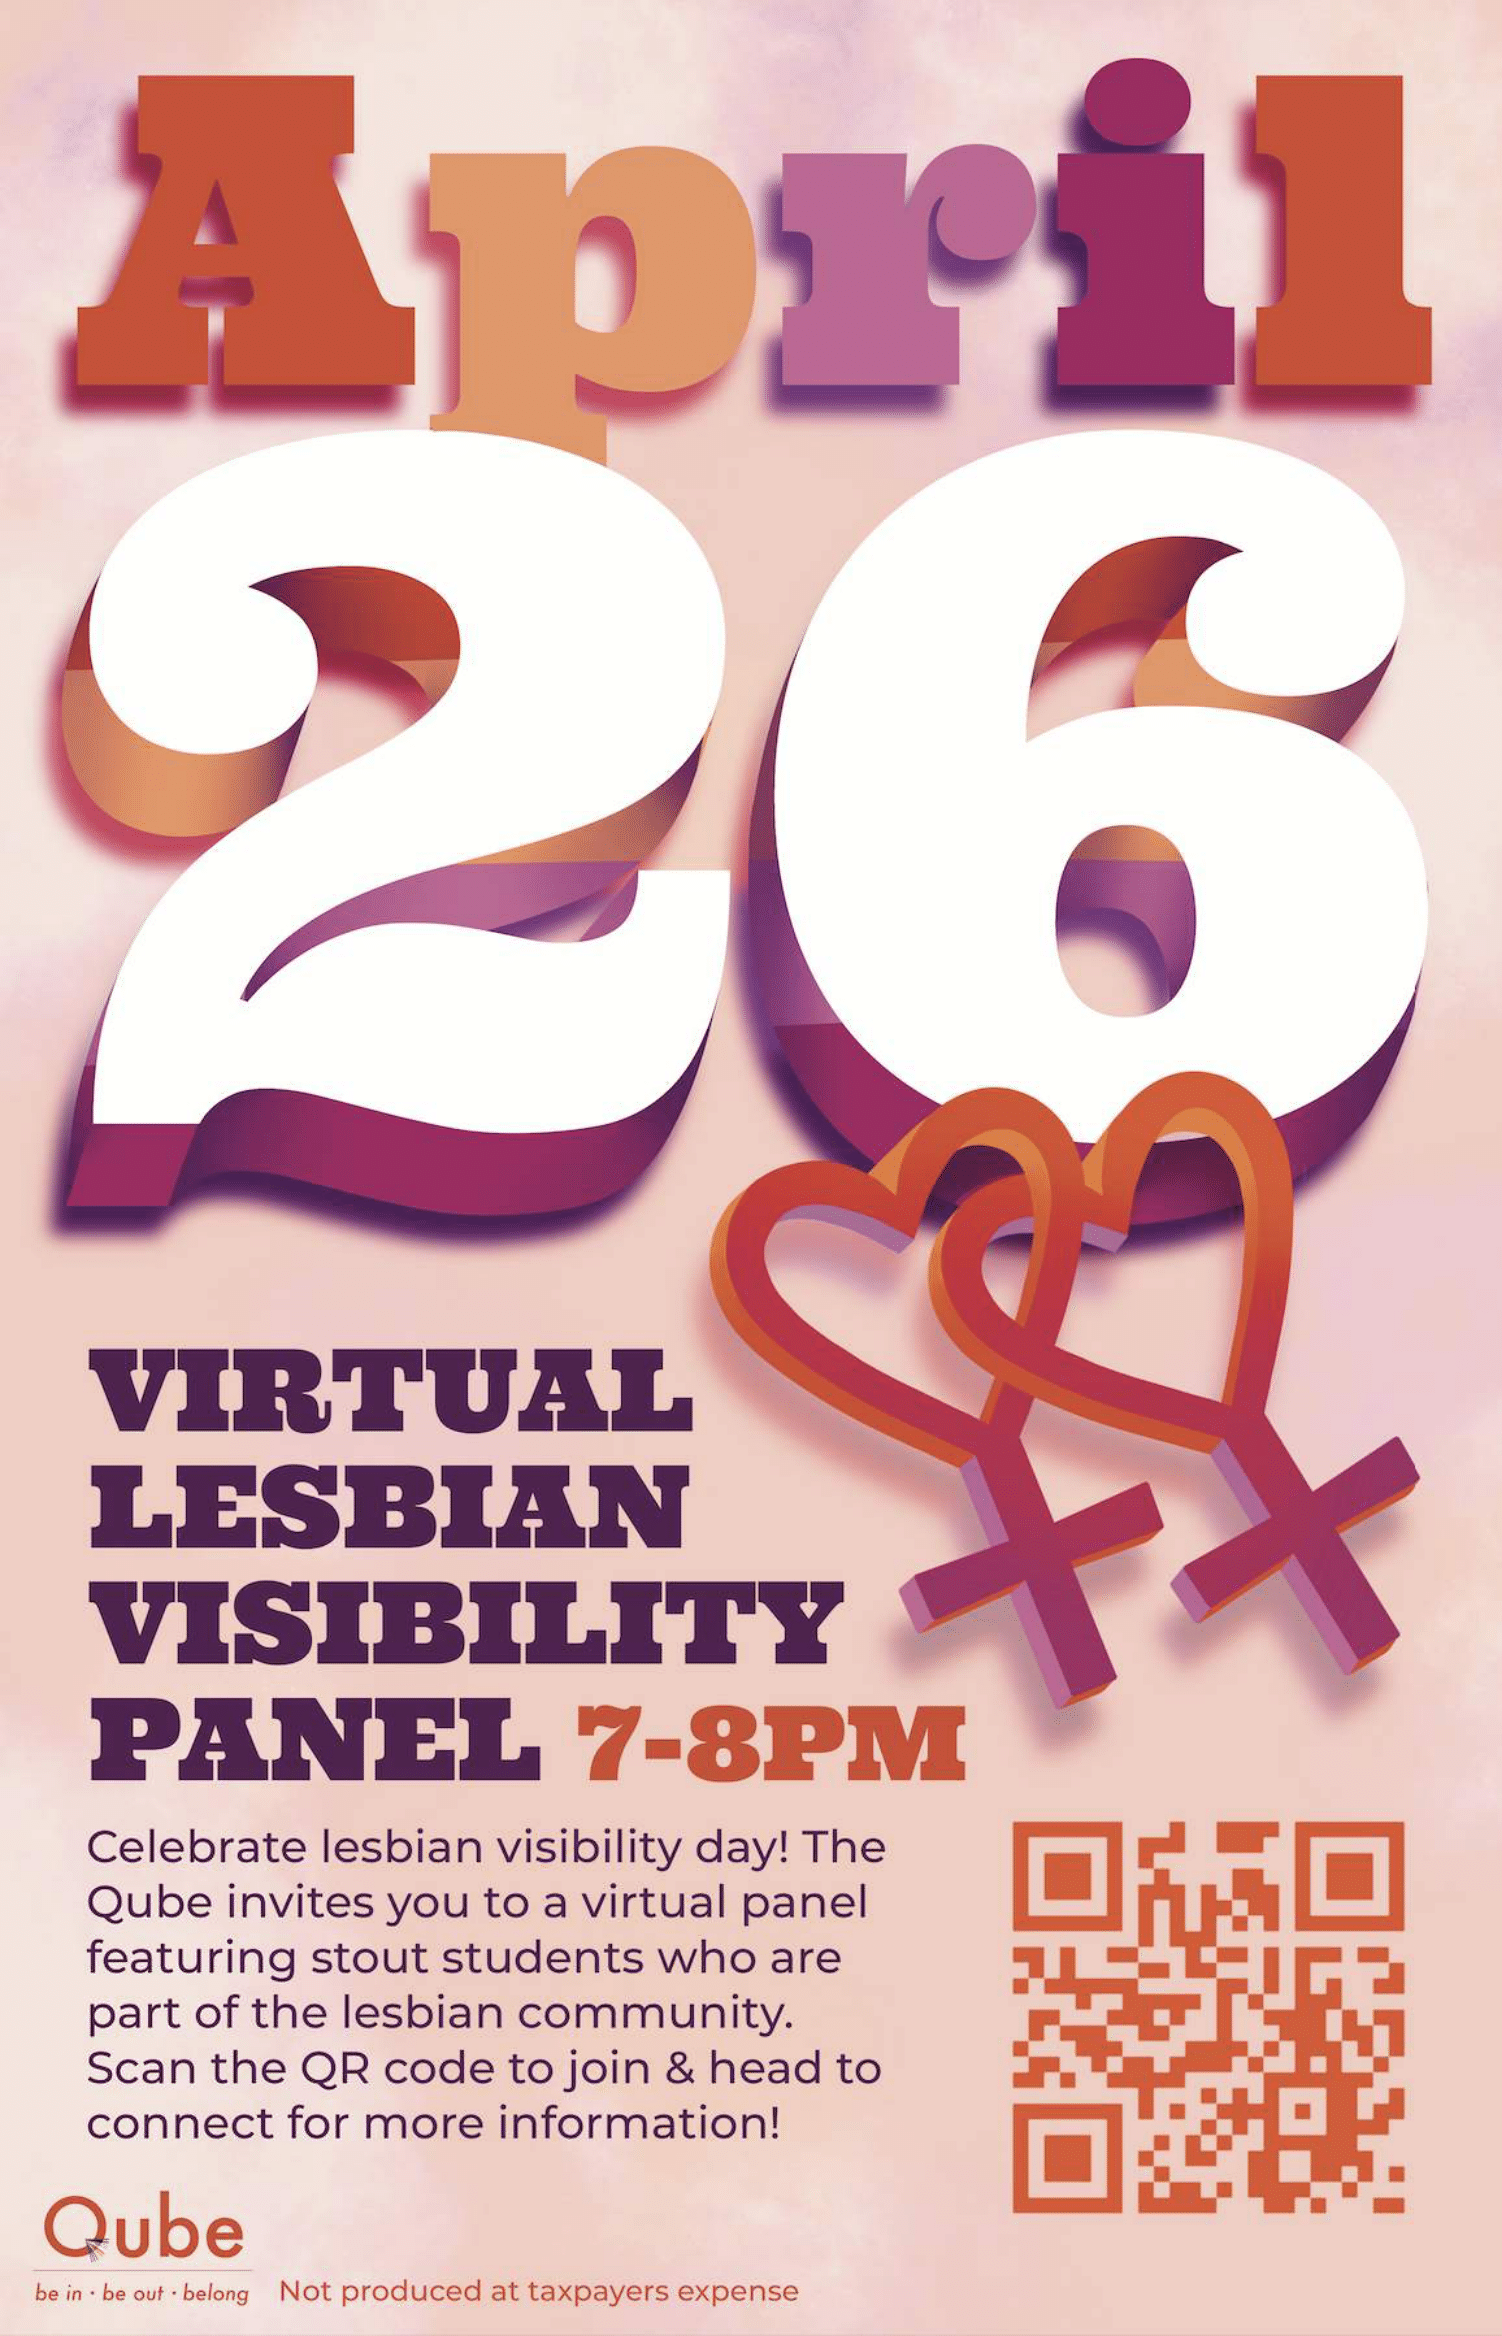 April
26
VIRTUAL
LESBIAN
VISIBILITY
PANEL 7-8PM
Celebrate lesbian visibility day! The
Qube invites you to a virtual panel
featuring stout students who are
part of the lesbian community.
Scan the QR code to join & head to
connect for more information!
Qube
be in · be out · belong Not produced at taxpayers expense